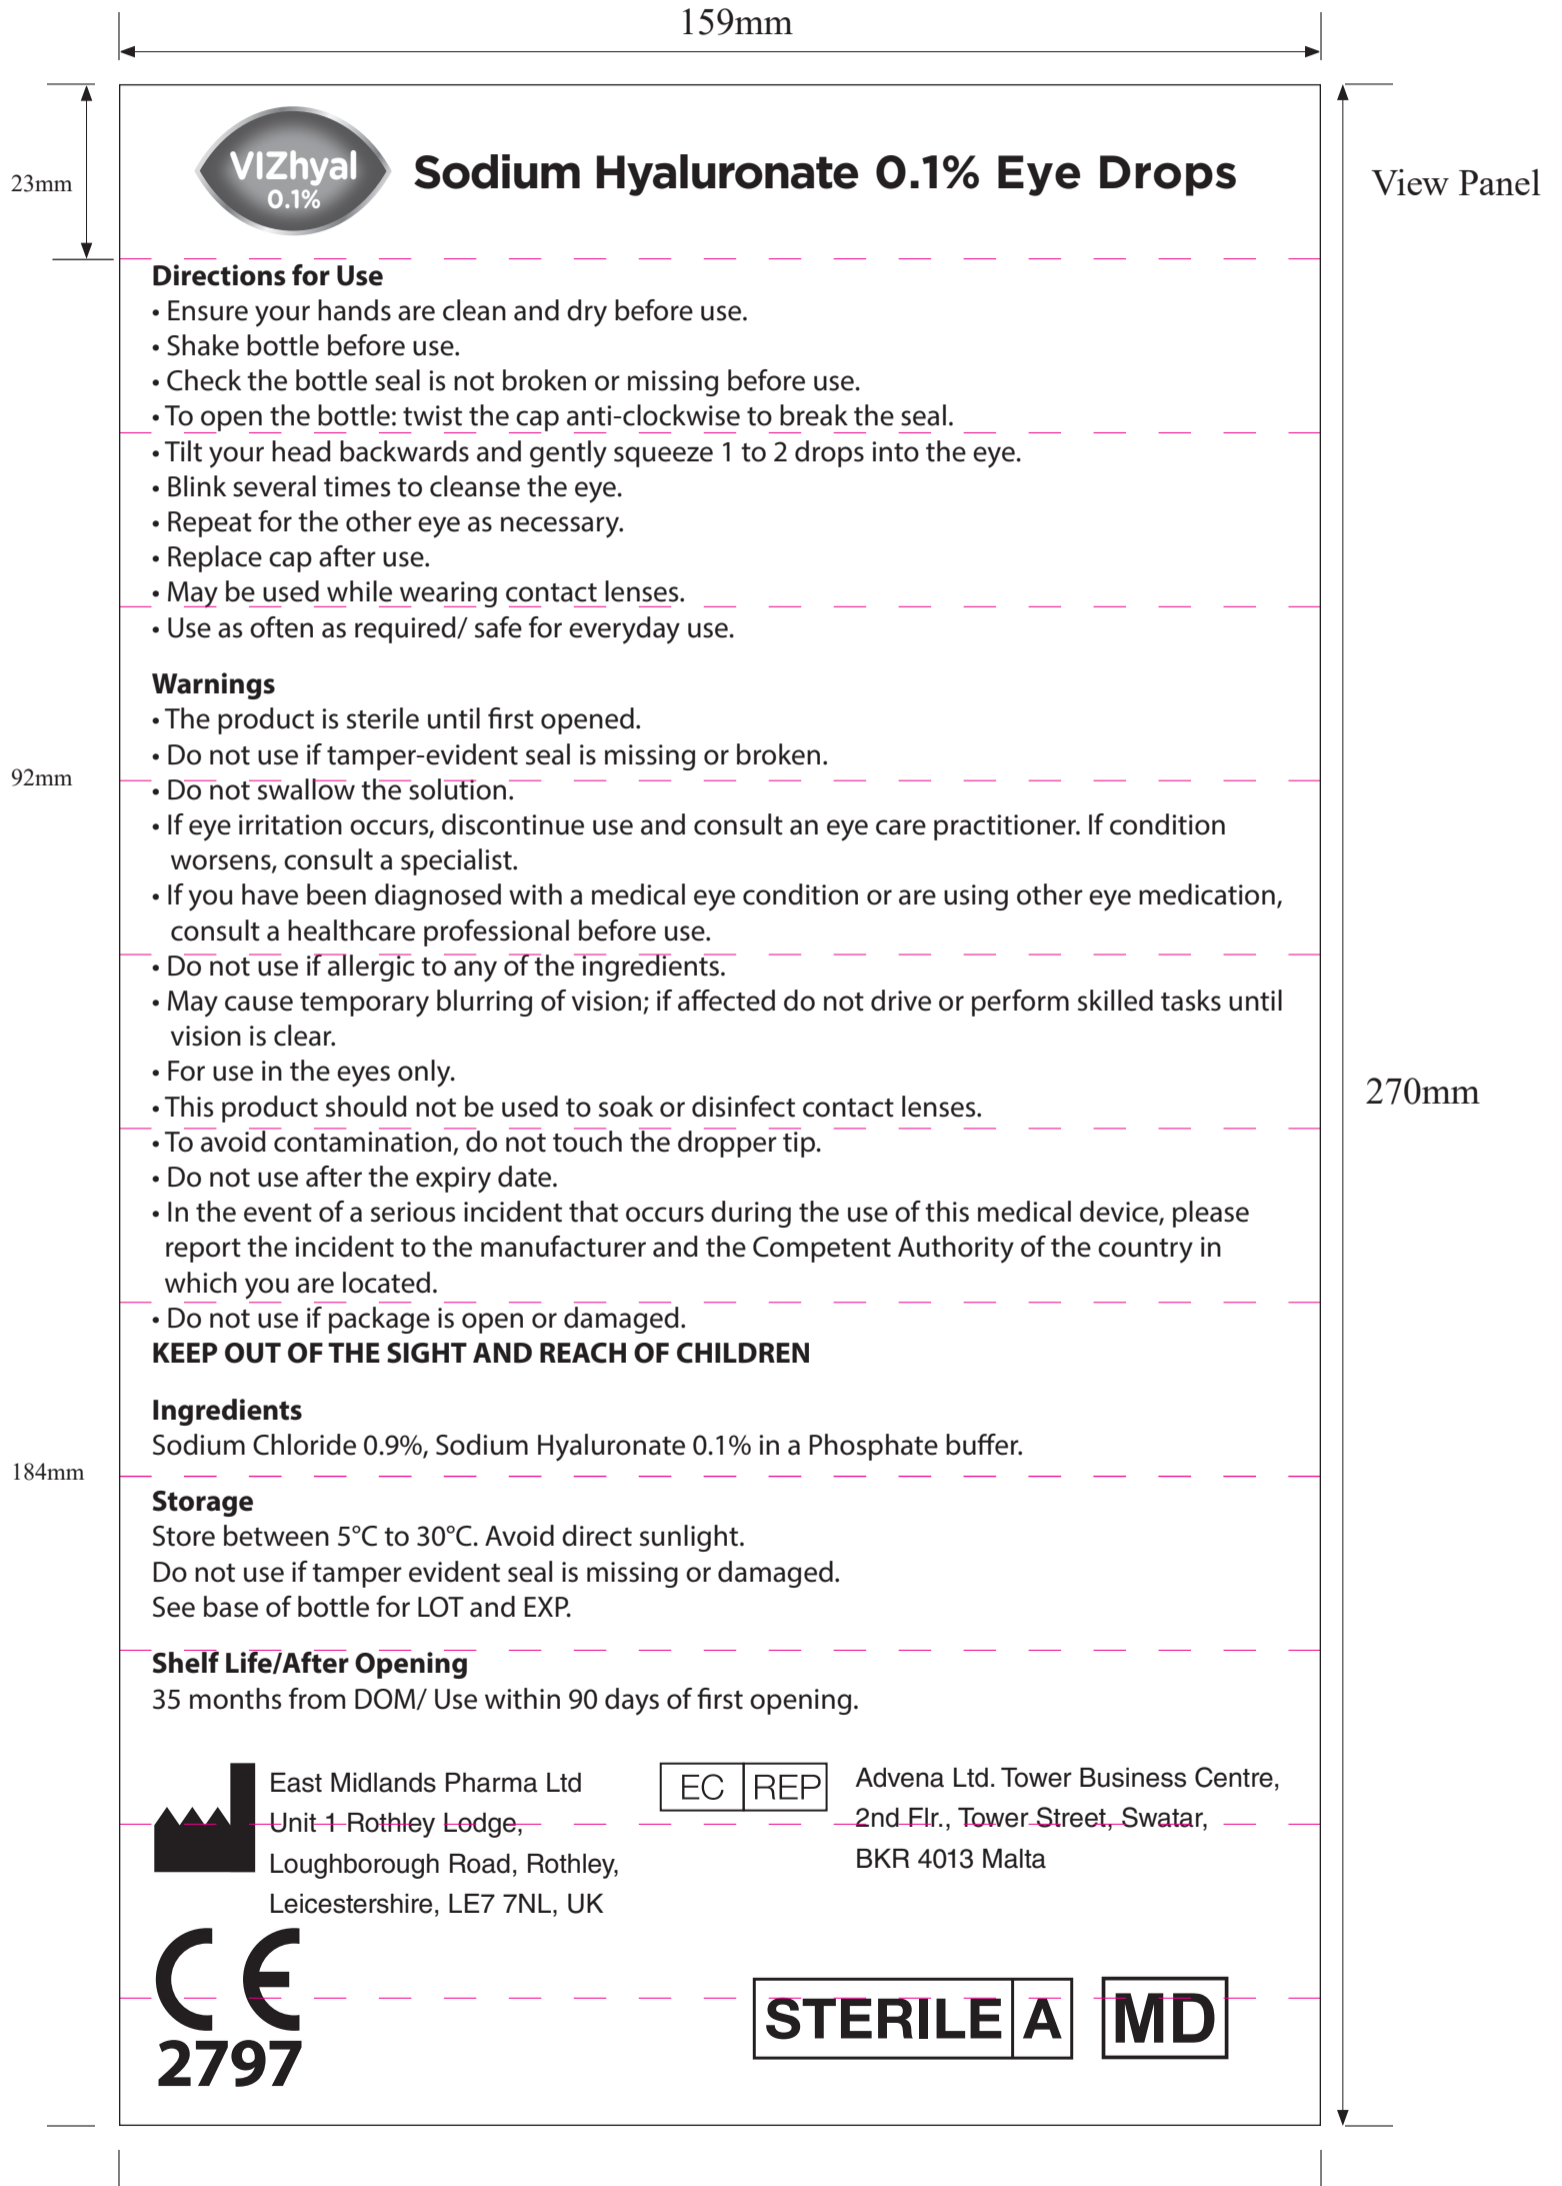 159mm
23mm
VIZhyal
0.1%
Sodium Hyaluronate 0.1% Eye Drops
View Panel
Directions for Use
• Ensure your hands are clean and dry before use.
• Shake bottle before use.
• Check the bottle seal is not broken or missing before use.
• To open the bottle: twist the cap anti-clockwise to break the seal.
• Tilt your head backwards and gently squeeze 1 to 2 drops into the eye.
• Blink several times to cleanse the eye.
• Repeat for the other eye as necessary.
• Replace cap after use.
• May be used while wearing contact lenses.
• Use as often as required/ safe for everyday use.
Warnings
• The product is sterile until first opened.
• Do not use if tamper-evident seal is missing or broken.
92mm
• Do not swallow the solution.
• If eye irritation occurs, discontinue use and consult an eye care practitioner. If condition
worsens, consult a specialist.
• If you have been diagnosed with a medical eye condition or are using other eye medication,
consult a healthcare professional before use.
• Do not use if allergic to any of the ingredients.
• May cause temporary blurring of vision; if affected do not drive or perform skilled tasks until
vision is clear.
• For use in the eyes only.
270mm
• This product should not be used to soak or disinfect contact lenses.
• To avoid contamination, do not touch the dropper tip.
• Do not use after the expiry date.
• In the event of a serious incident that occurs during the use of this medical device, please
report the incident to the manufacturer and the Competent Authority of the country in
which you are located.
• Do not use if package is open or damaged.
KEEP OUT OF THE SIGHT AND REACH OF CHILDREN
Ingredients
Sodium Chloride 0.9%, Sodium Hyaluronate 0.1% in a Phosphate buffer.
184mm
Storage
Store between 5°C to 30°C. Avoid direct sunlight.
Do not use if tamper evident seal is missing or damaged.
See base of bottle for LOT and EXP.
Shelf Life/After Opening
35 months from DOM/ Use within 90 days of first opening.
East Midlands Pharma Ltd
Unit 1 Rothley Lodge,
Loughborough Road, Rothley,
Leicestershire, LE7 7NL, UK
EC REP
Advena Ltd. Tower Business Centre,
2nd Flr., Tower Street, Swatar,
BKR 4013 Malta
CE
2797
STERILE A
MD